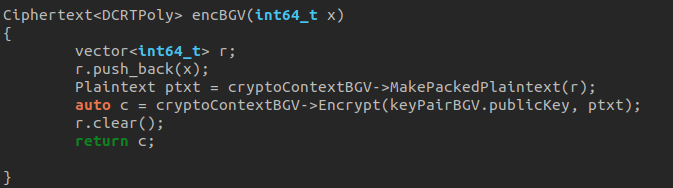 Ciphertext<DCRTPoly> encBGV(int64_t x)
{
        vector<int64_t> r;
        r.push_back(x);
        Plaintext ptxt = cryptoContextBGV->MakePackedPlaintext(r);
        auto c = cryptoContextBGV->Encrypt(keyPairBGV.publicKey, ptxt);
        r.clear();
        return c;

}